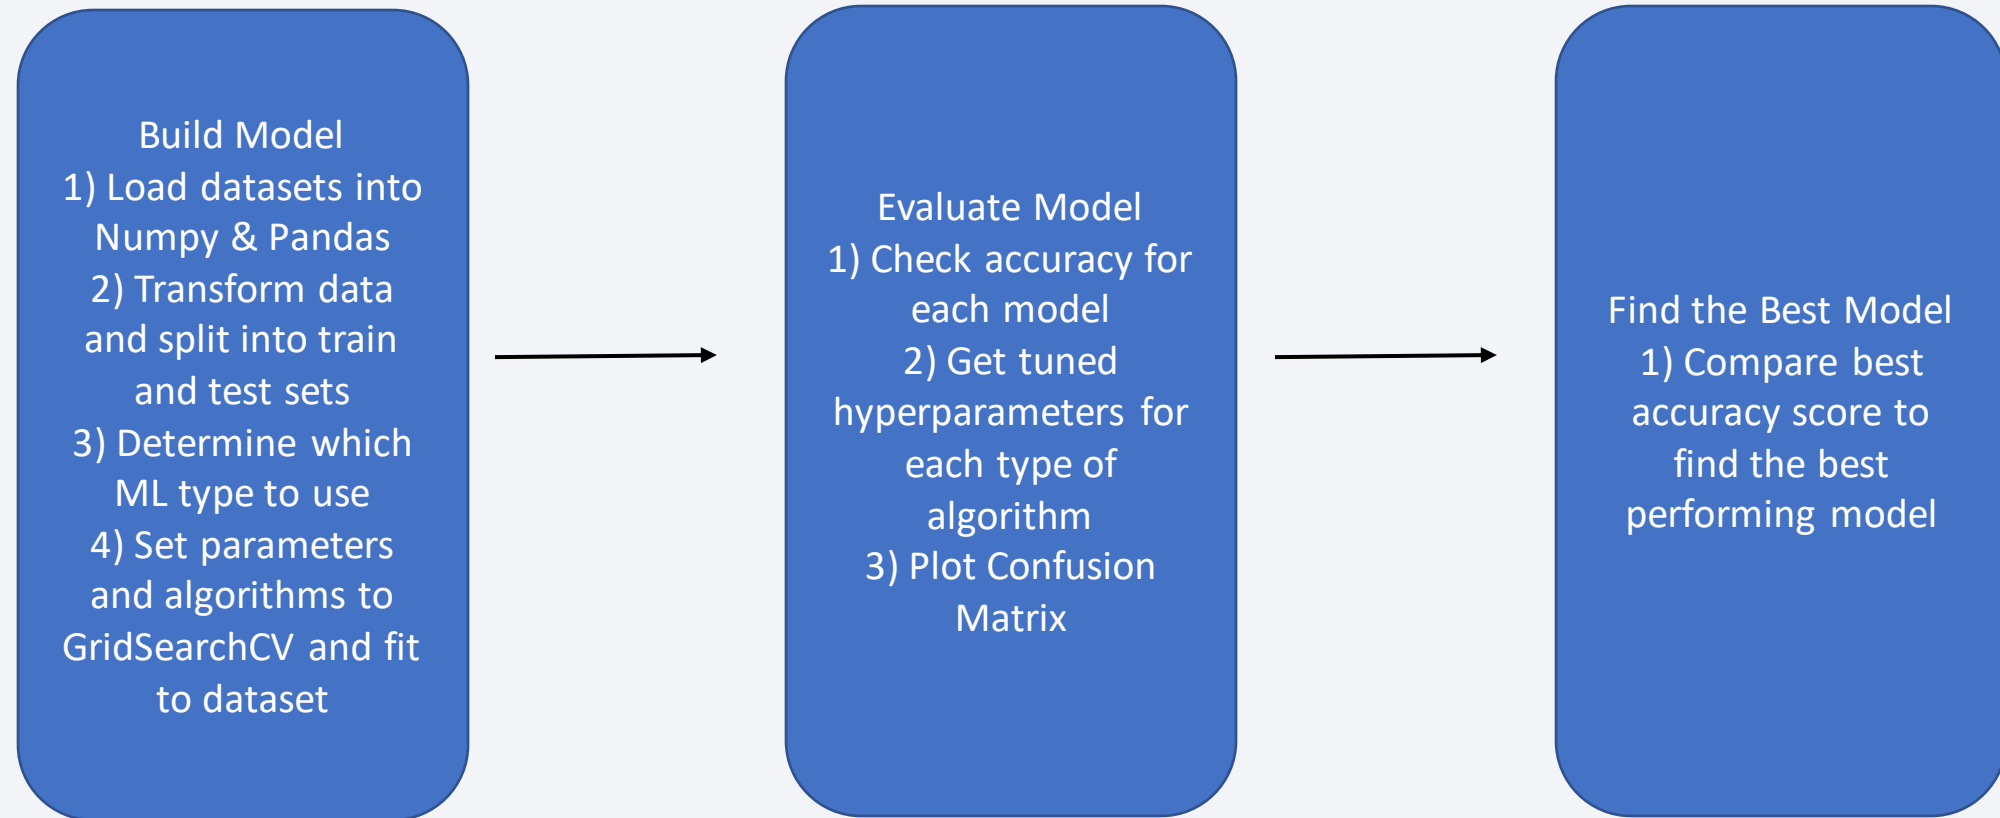 Build Model
1) Load datasets into
Numpy & Pandas
2) Transform data
and split into train
and test sets
3) Determine which
ML type to use
4) Set parameters
and algorithms to
GridSearchCV and fit
to dataset
Evaluate Model
1) Check accuracy for
each model
2) Get tuned
hyperparameters for
each type of
algorithm
3) Plot Confusion
Matrix
Find the Best Model
1) Compare best
accuracy score to
find the best
performing model